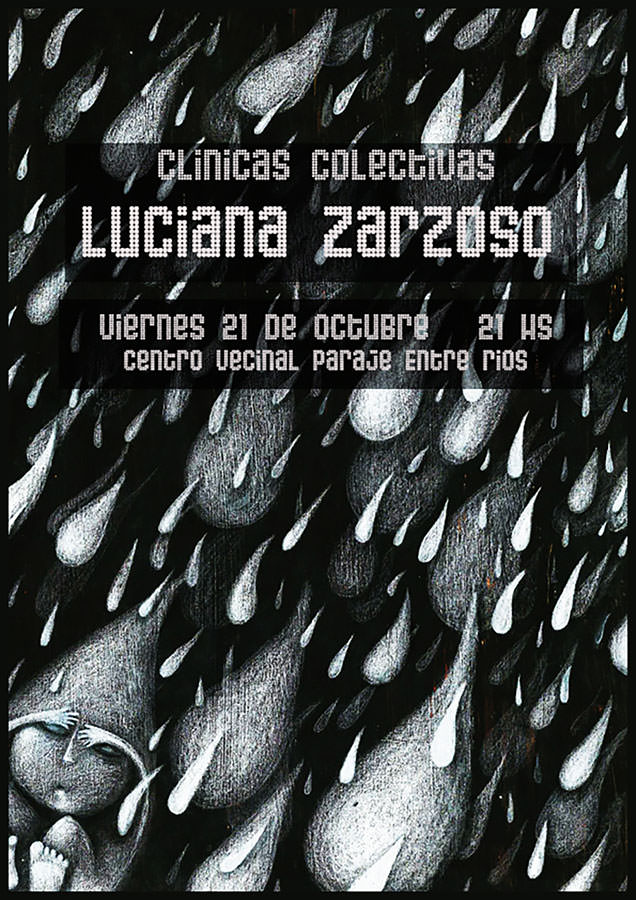 CLINICAS COLECTIVAS
LUCIANA ZARZOSO
VIERNES 21 DE OCTUBRE 21 HS
CENTRO VECINAL PARAJE ENTRE RIOS